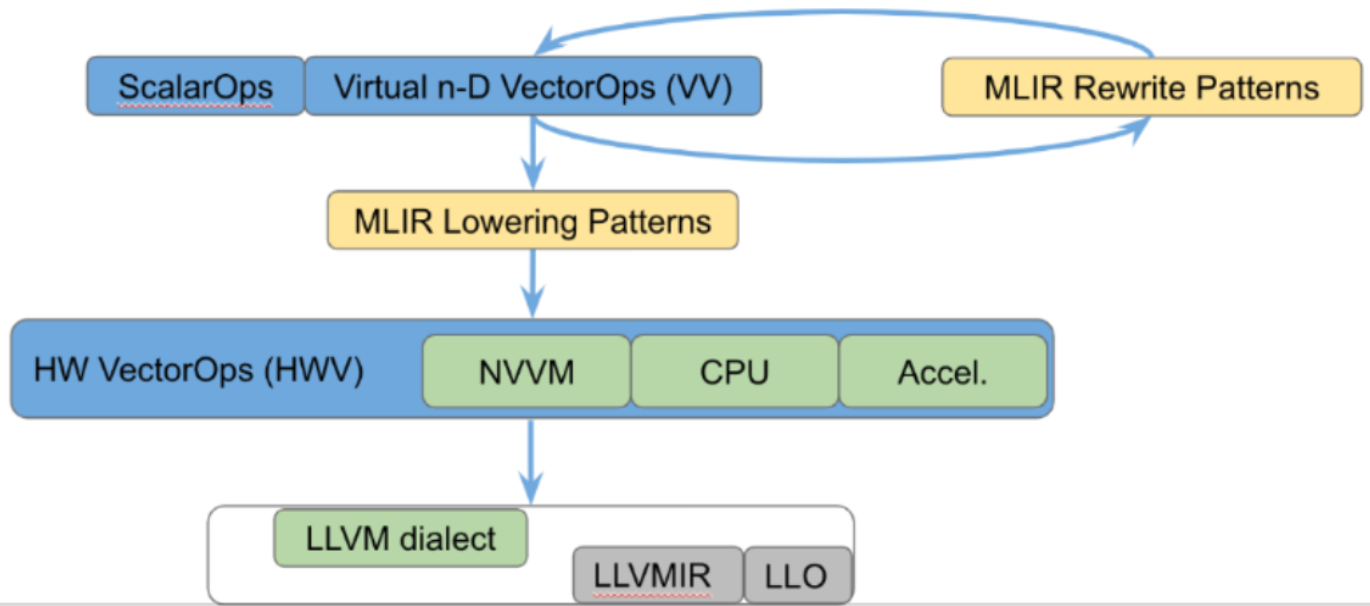 ScalarOps
Virtual n-D VectorOps (VV)
MLIR Rewrite Patterns
MLIR Lowering Patterns
HW VectorOps (HWV)
NVVM
CPU
Accel.
LLVM dialect
LLVMIR
LLO